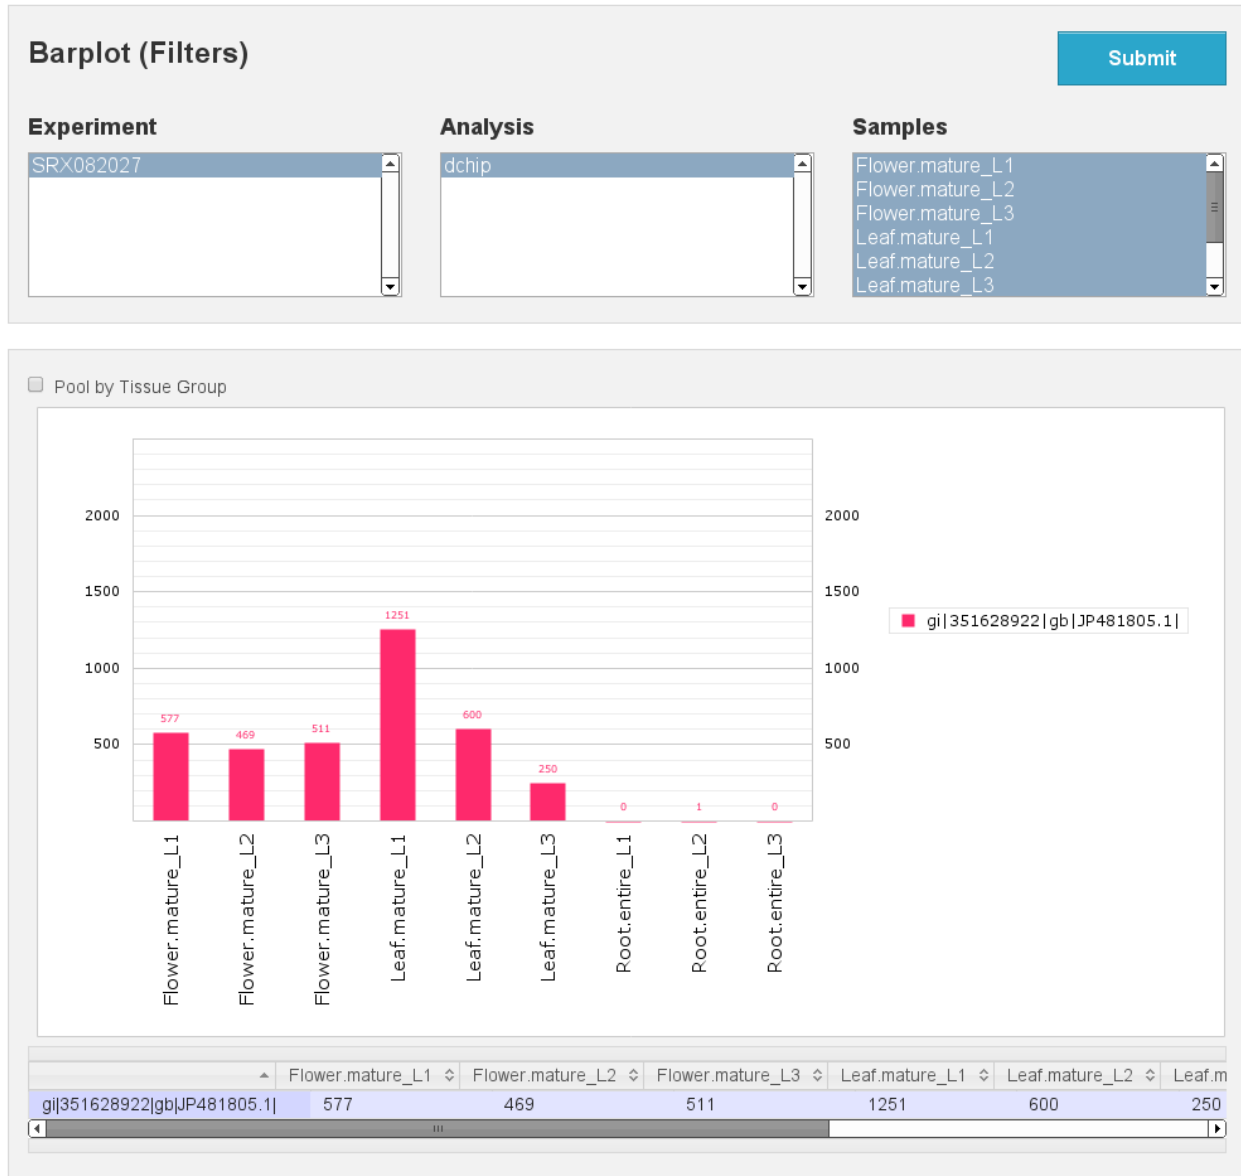 Barplot (Filters)
Submit
Experiment
Analysis
Samples
SRX082027
dchip
Flower.mature_L1
Flower.mature_L2
Flower.mature_L3
Leaf.mature_L1
Leaf.mature_L2
Leaf.mature_L3
Pool by Tissue Group
2000 2000
1500 1500
1251
gi|351628922|gb|JP481805.1|
1000 1000
577 469 511 600
500 500
250
0 1 0
Flower.mature_L1
Flower.mature_L2
Flower.mature_L3
Leaf.mature_L1
Leaf.mature_L2
Leaf.mature_L3
Root.entire_L1
Root.entire_L2
Root.entire_L3
Flower.mature_L1 Flower.mature_L2 Flower.mature_L3 Leaf.mature_L1 Leaf.mature_L2 Leaf.m
gi|351628922|gb|JP481805.1| 577 469 511 1251 600 250